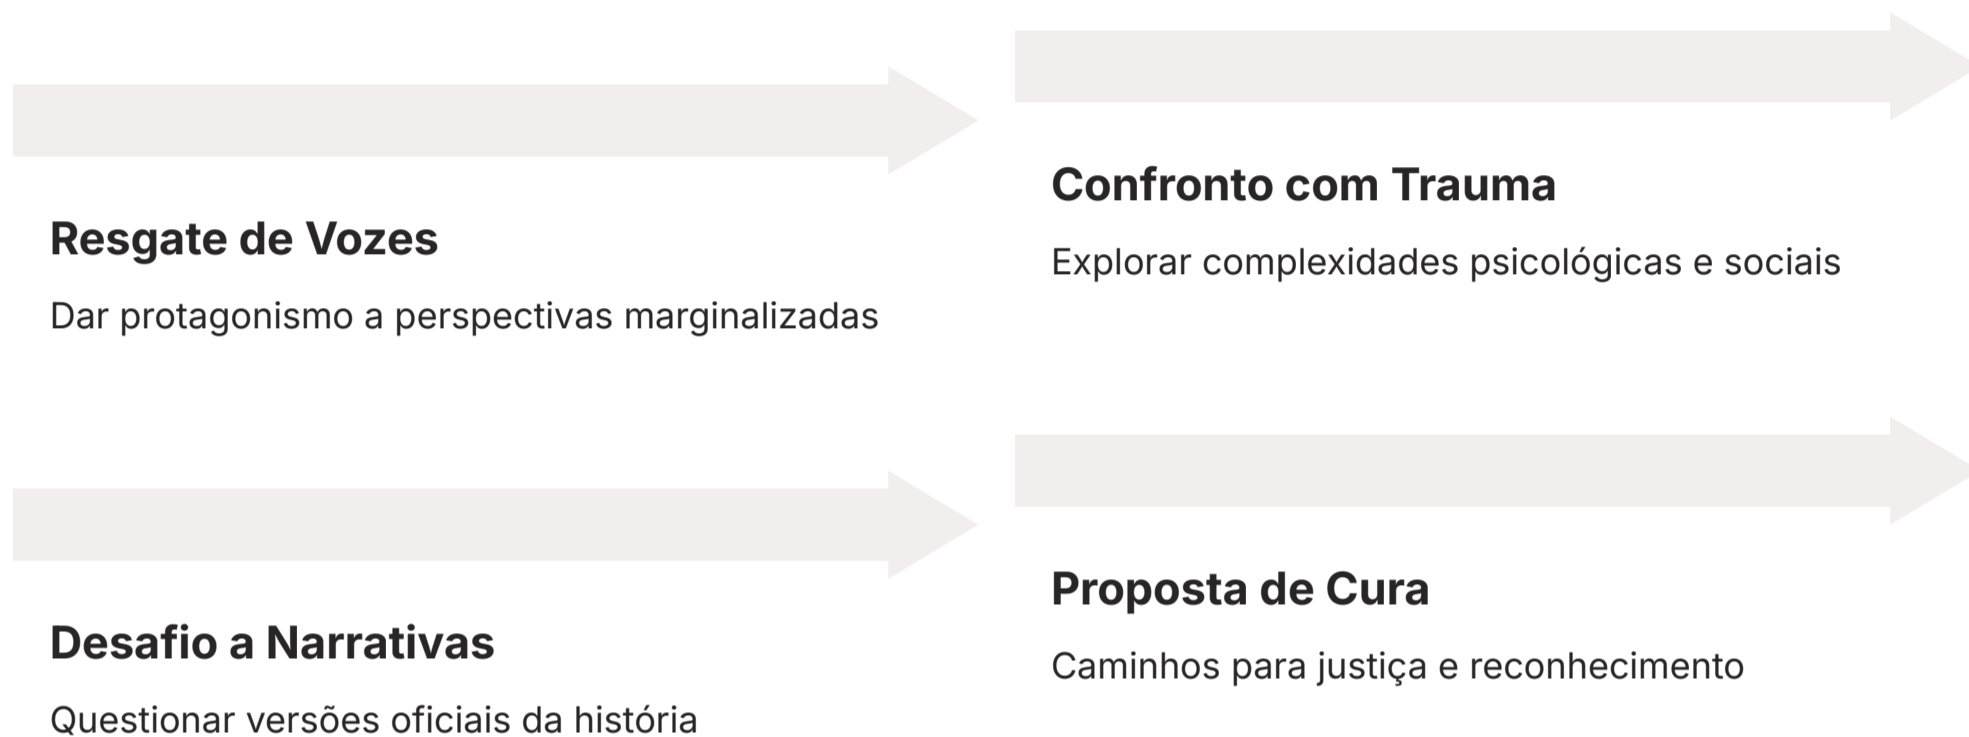 Resgate de Vozes
Dar protagonismo a perspectivas marginalizadas
Confronto com Trauma
Explorar complexidades psicológicas e sociais
Desafio a Narrativas
Questionar versões oficiais da história
Proposta de Cura
Caminhos para justiça e reconhecimento